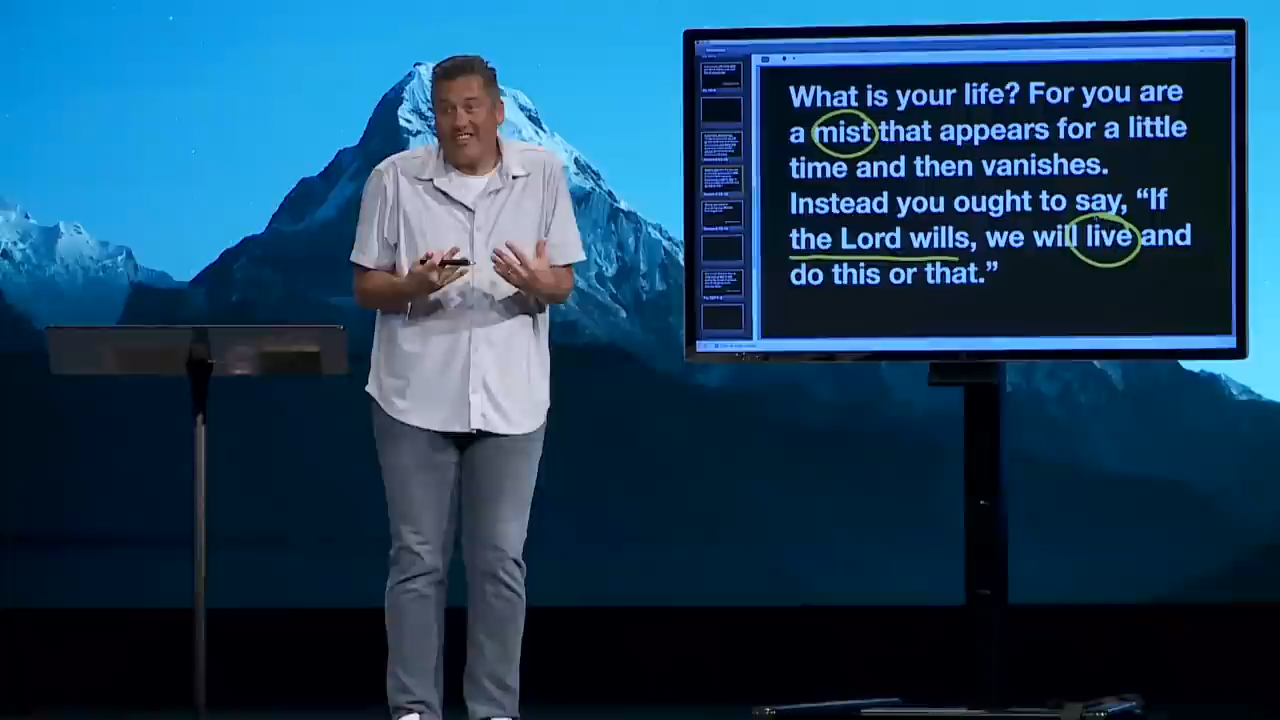 What is your life? For you are
a mist that appears for a little
time and then vanishes.
Instead you ought to say, “If
the Lord wills, we will live and
do this or that.”